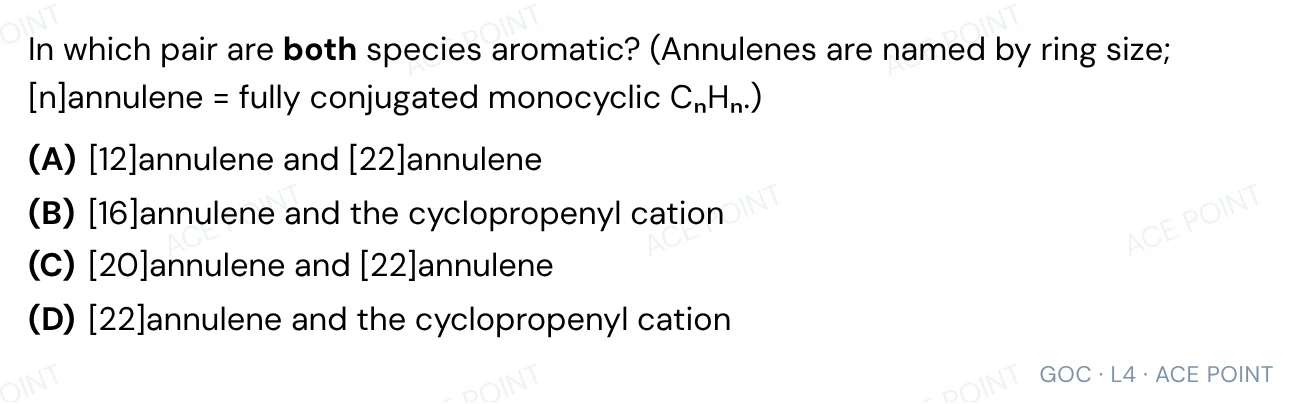 In which pair are both species aromatic? (Annulenes are named by ring size;
[n]annulene = fully conjugated monocyclic CₙHₙ.)
(A) [12]annulene and [22]annulene
(B) [16]annulene and the cyclopropenyl cation
(C) [20]annulene and [22]annulene
(D) [22]annulene and the cyclopropenyl cation
GOC · L4 · ACE POINT